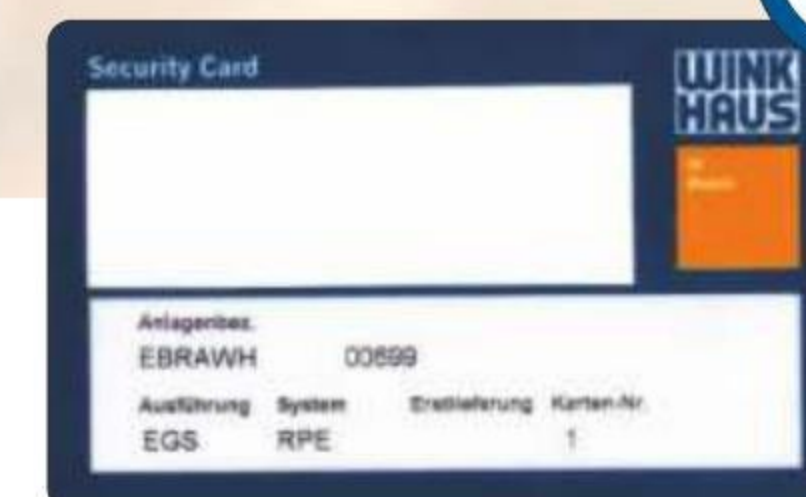 Security Card
WINK
HAUS
Anlagenbez.
EBRAWH 00699
Ausführung System Erstlieferung Karten-Nr.
EGS RPE 1